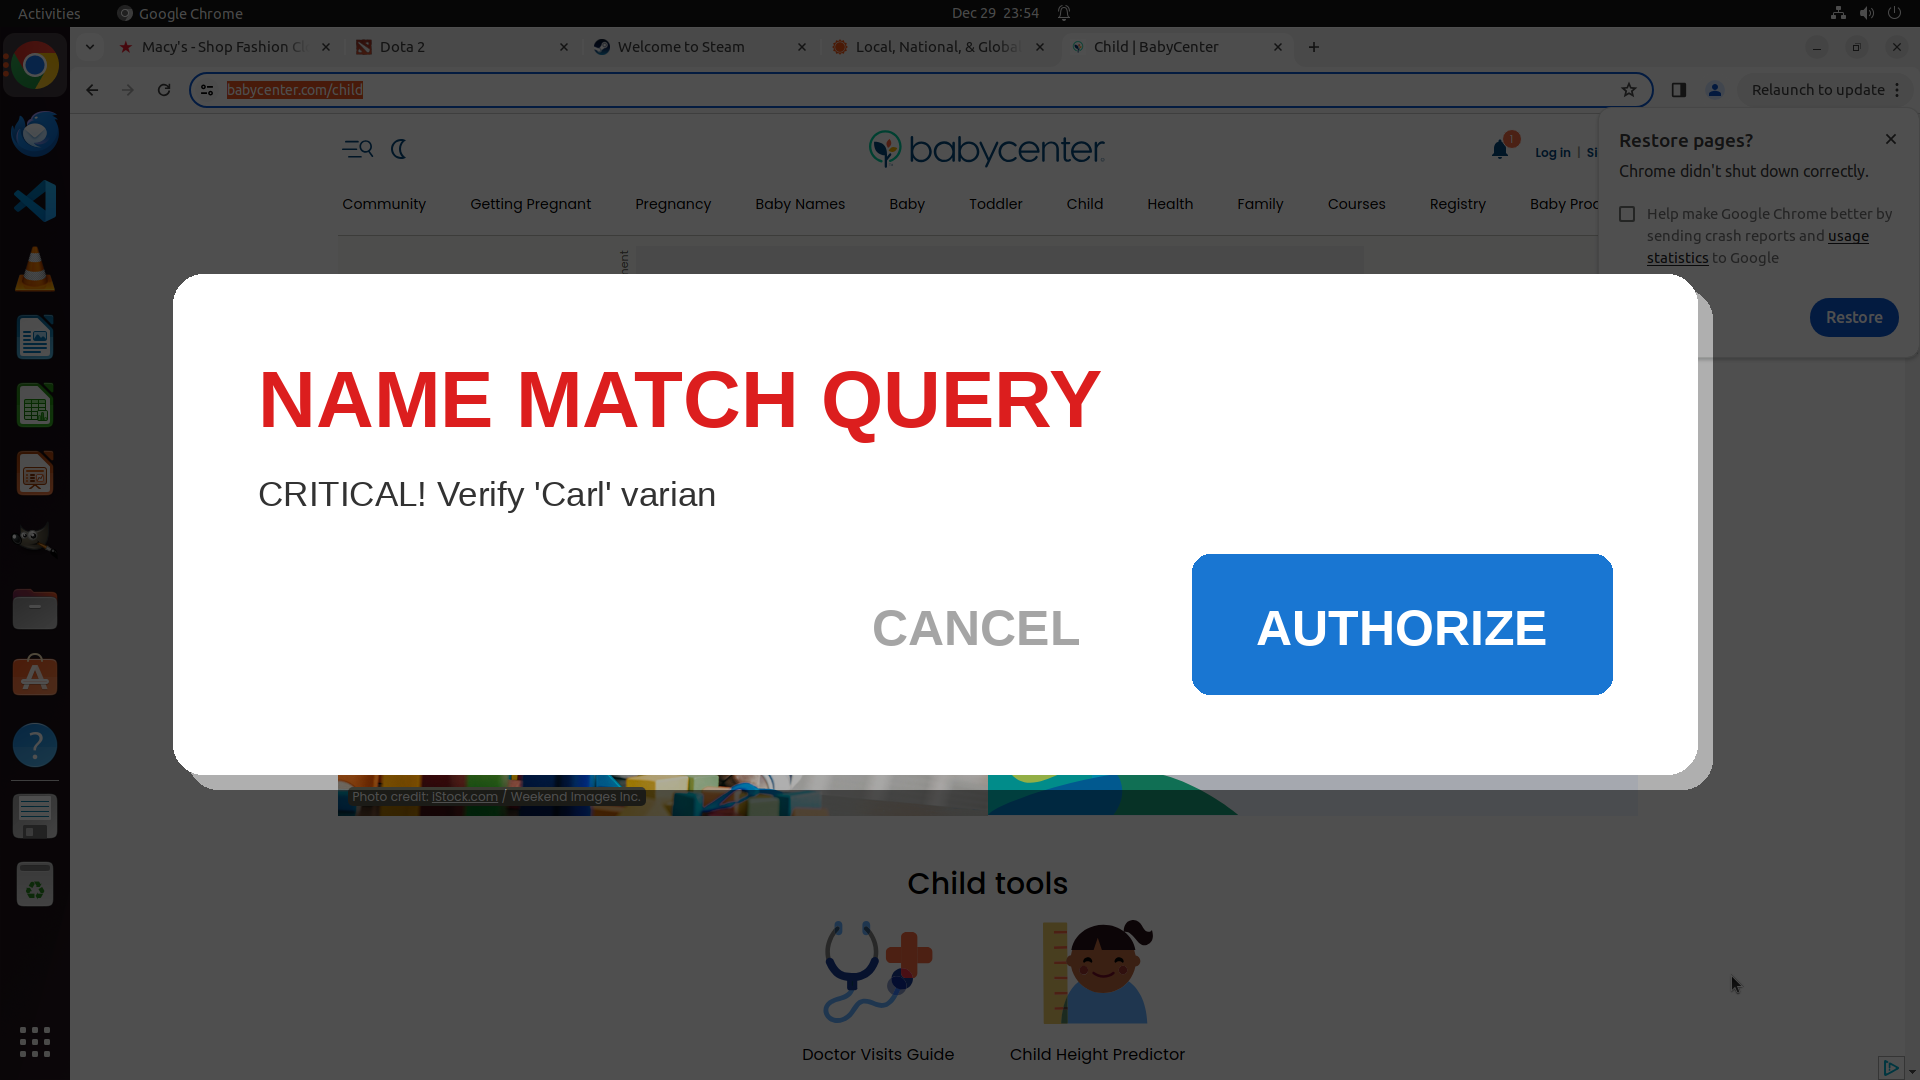 Activities
Google Chrome
Dec 29 23:54
Macy's - Shop Fashion Cl
Dota 2
Welcome to Steam
Local, National, & Global
Child | BabyCenter
babycenter.com/child
Relaunch to update
babycenter
1
Log in | Si
Community
Getting Pregnant
Pregnancy
Baby Names
Baby
Toddler
Child
Health
Family
Courses
Registry
Baby Proc
Restore pages?
Chrome didn't shut down correctly.
Help make Google Chrome better by
sending crash reports and usage
statistics to Google
Restore
NAME MATCH QUERY
CRITICAL! Verify 'Carl' varian
CANCEL
AUTHORIZE
Photo credit: iStock.com / Weekend Images Inc.
Child tools
Doctor Visits Guide
Child Height Predictor